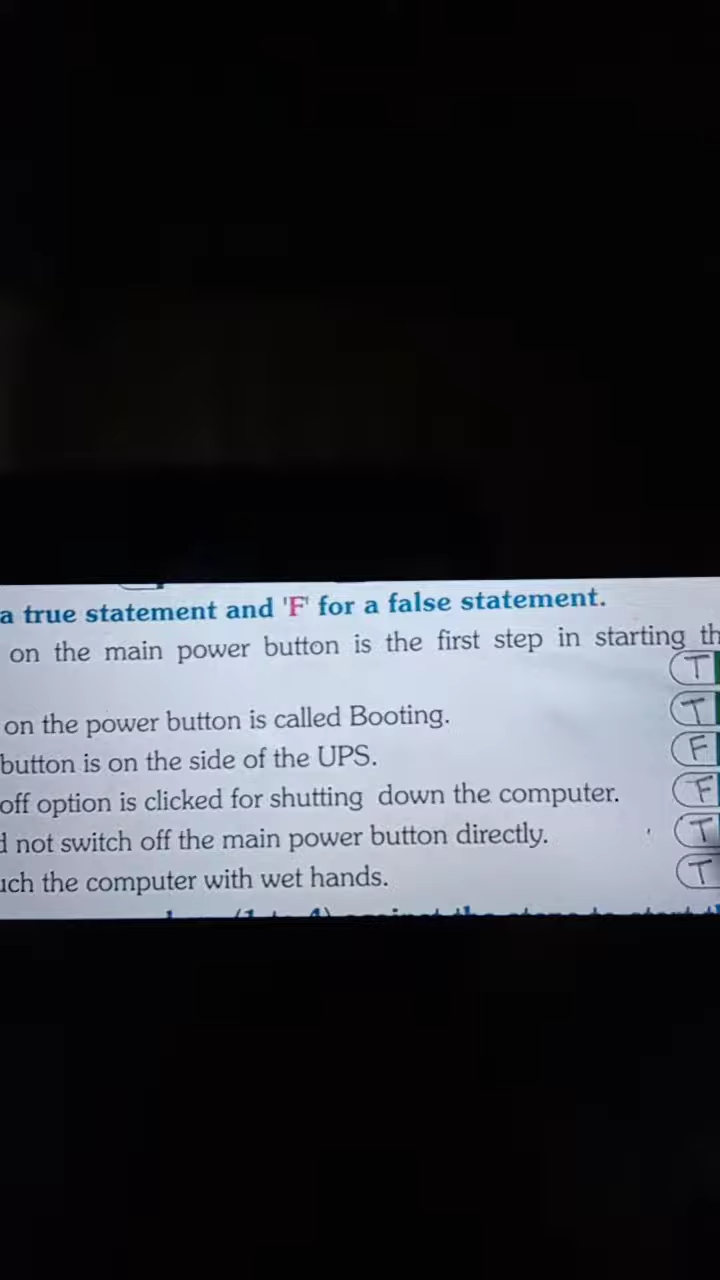 a true statement and 'F' for a false statement.
on the main power button is the first step in starting
T
on the power button is called Booting. T
button is on the side of the UPS. F
off option is clicked for shutting down the computer. F
not switch off the main power button directly. T
the computer with wet hands. T